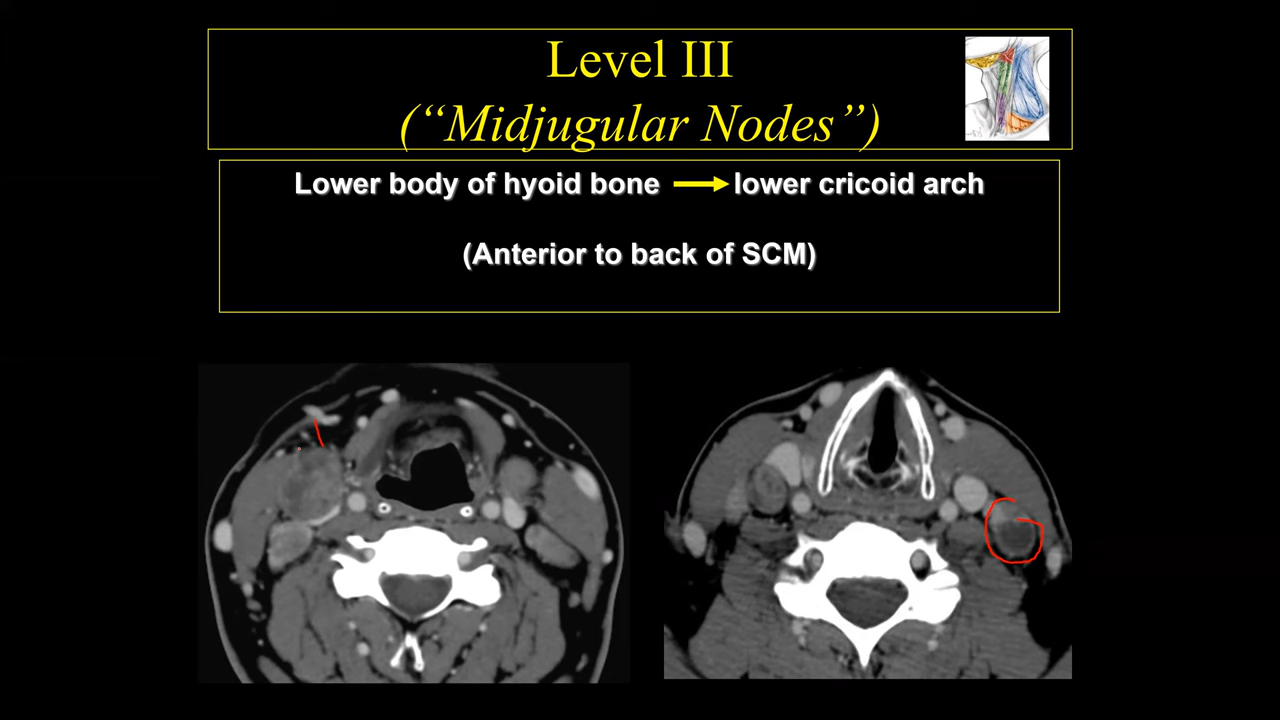 Level III
(“Midjugular Nodes”)
Lower body of hyoid bone → lower cricoid arch
(Anterior to back of SCM)